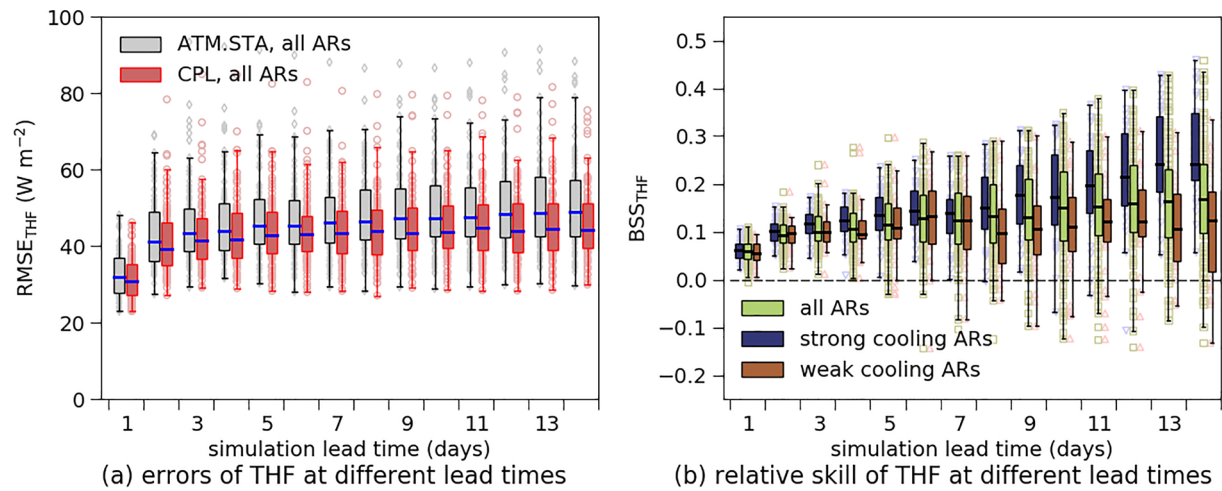 100
80
60
40
20
0
RMSE_THF (W m⁻²)
ATM.STA, all ARs
CPL, all ARs
1 3 5 7 9 11 13
simulation lead time (days)
(a) errors of THF at different lead times
0.5
0.4
0.3
0.2
0.1
0.0
−0.1
−0.2
BSS_THF
all ARs
strong cooling ARs
weak cooling ARs
1 3 5 7 9 11 13
simulation lead time (days)
(b) relative skill of THF at different lead times